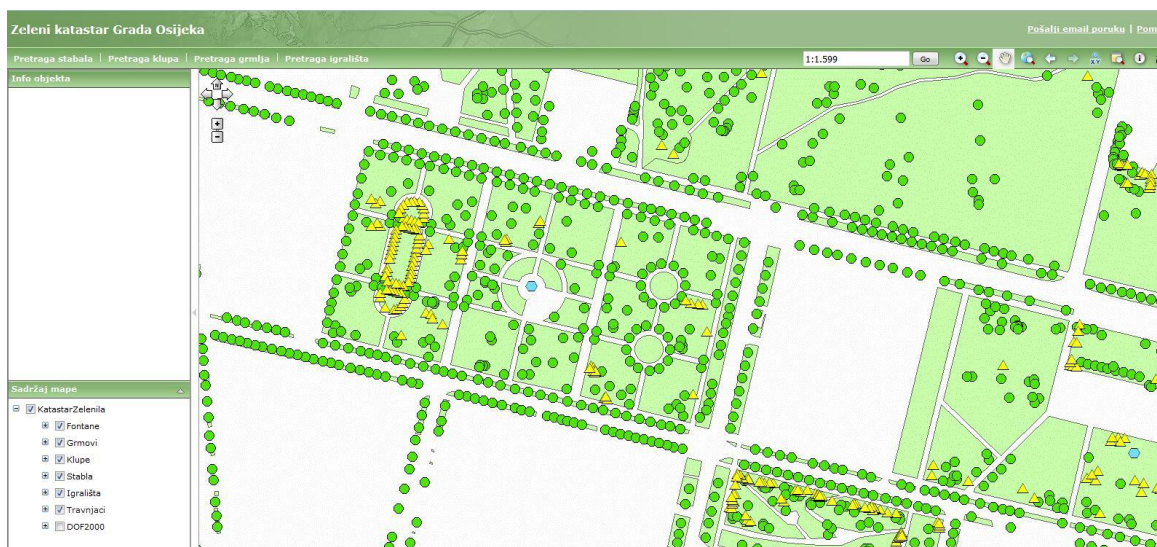 Zeleni katastar Grada Osijeka
Pošalji email poruku |
Pretraga stabala | Pretraga klupa | Pretraga grmlja | Pretraga igrališta
1:1.599 Go
Info objekta
Sadržaj mape
KatastarZelenila
Fontane
Grmovi
Klupe
Stabla
Igrališta
Travnjaci
DOF2000